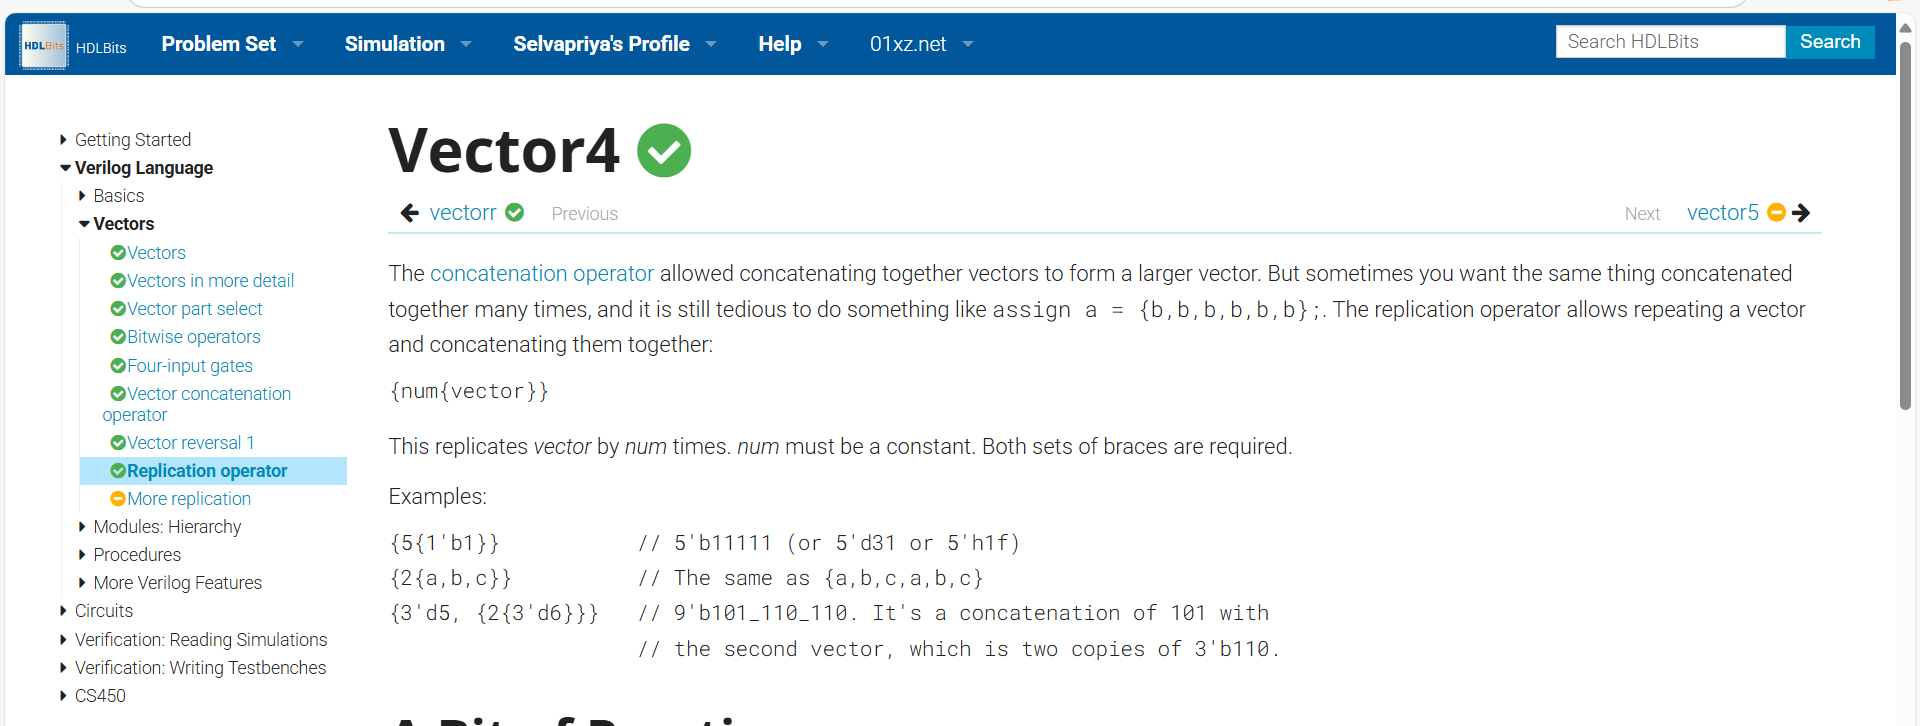 HDLBits HDLBits Problem Set Simulation Selvapriya's Profile Help 01xz.net Search HDLBits Search
Getting Started
Verilog Language
Basics
Vectors
Vectors
Vectors in more detail
Vector part select
Bitwise operators
Four-input gates
Vector concatenation
operator
Vector reversal 1
Replication operator
More replication
Modules: Hierarchy
Procedures
More Verilog Features
Circuits
Verification: Reading Simulations
Verification: Writing Testbenches
CS450
Vector4
vectorr Previous Next vector5
The concatenation operator allowed concatenating together vectors to form a larger vector. But sometimes you want the same thing concatenated
together many times, and it is still tedious to do something like assign a = {b,b,b,b,b,b};. The replication operator allows repeating a vector
and concatenating them together:
{num{vector}}
This replicates vector by num times. num must be a constant. Both sets of braces are required.
Examples:
{5{1'b1}} // 5'b11111 (or 5'd31 or 5'h1f)
{2{a,b,c}} // The same as {a,b,c,a,b,c}
{3'd5, {2{3'd6}}} // 9'b101_110_110. It's a concatenation of 101 with
// the second vector, which is two copies of 3'b110.
A Bit of